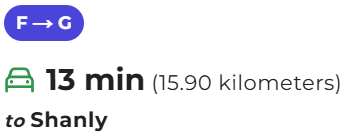 F → G
13 min (15.90 kilometers)
to Shanly